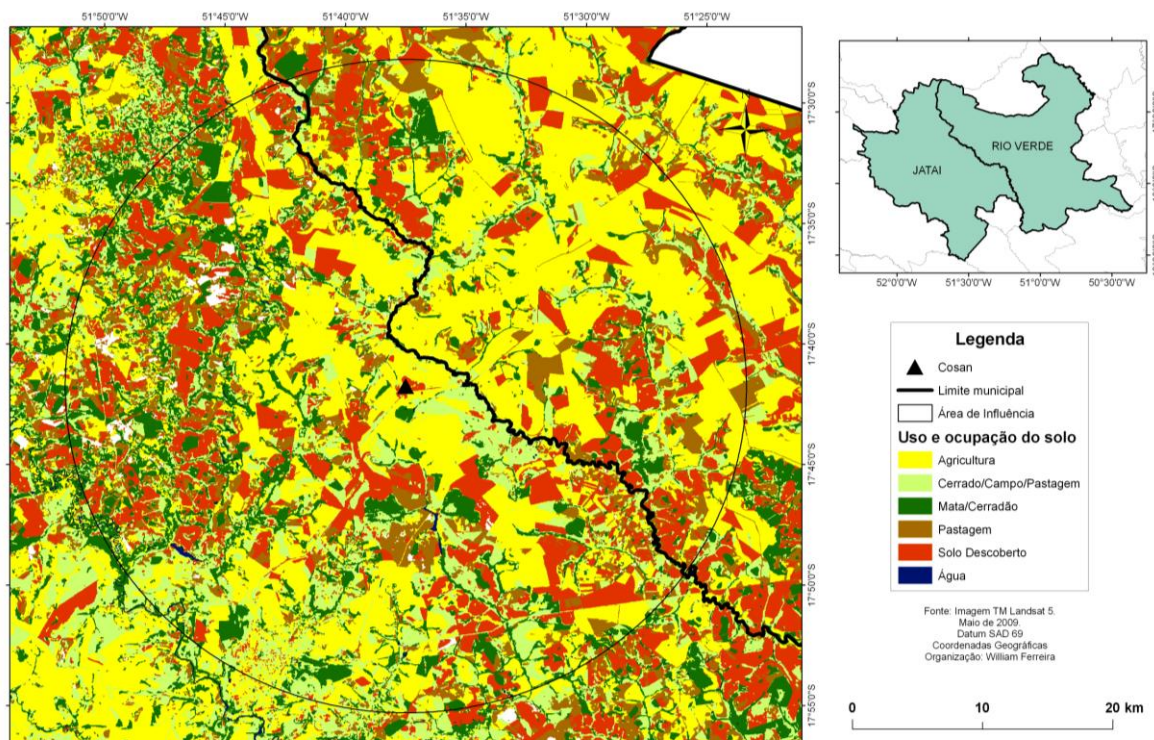 51°50'0"W 51°45'0"W 51°40'0"W 51°35'0"W 51°30'0"W 51°25'0"W
17°30'0"S
17°35'0"S
17°40'0"S
17°45'0"S
17°50'0"S
17°55'0"S
JATAI
RIO VERDE
52°0'0"W 51°30'0"W 51°0'0"W 50°30'0"W
Legenda
Cosan
Limite municipal
Área de Influência
Uso e ocupação do solo
Agricultura
Cerrado/Campo/Pastagem
Mata/Cerradão
Pastagem
Solo Descoberto
Água
Fonte: Imagem TM Landsat 5.
Maio de 2009.
Datum SAD 69
Coordenadas Geográficas
Organização: William Ferreira
0 10 20 km